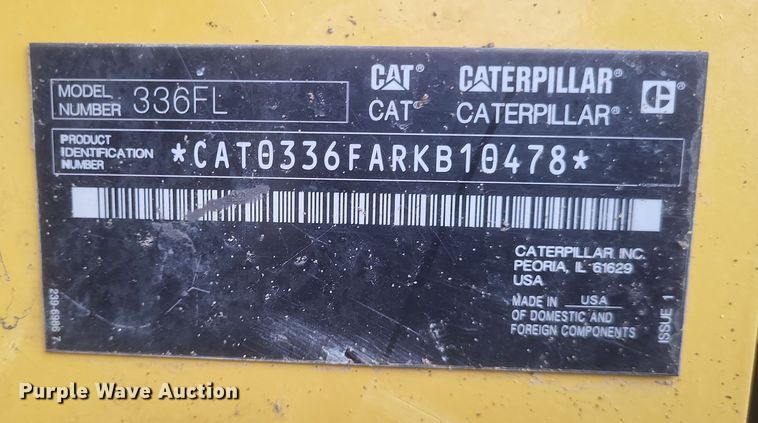 MODEL NUMBER 336FL
CAT® CATERPILLAR®
CAT® CATERPILLAR®
PRODUCT IDENTIFICATION NUMBER
*CAT0336FARKB10478*
CATERPILLAR INC.
PEORIA, IL 61629
USA
MADE IN USA
OF DOMESTIC AND
FOREIGN COMPONENTS
239-6986 7
ISSUE 1
Purple Wave Auction